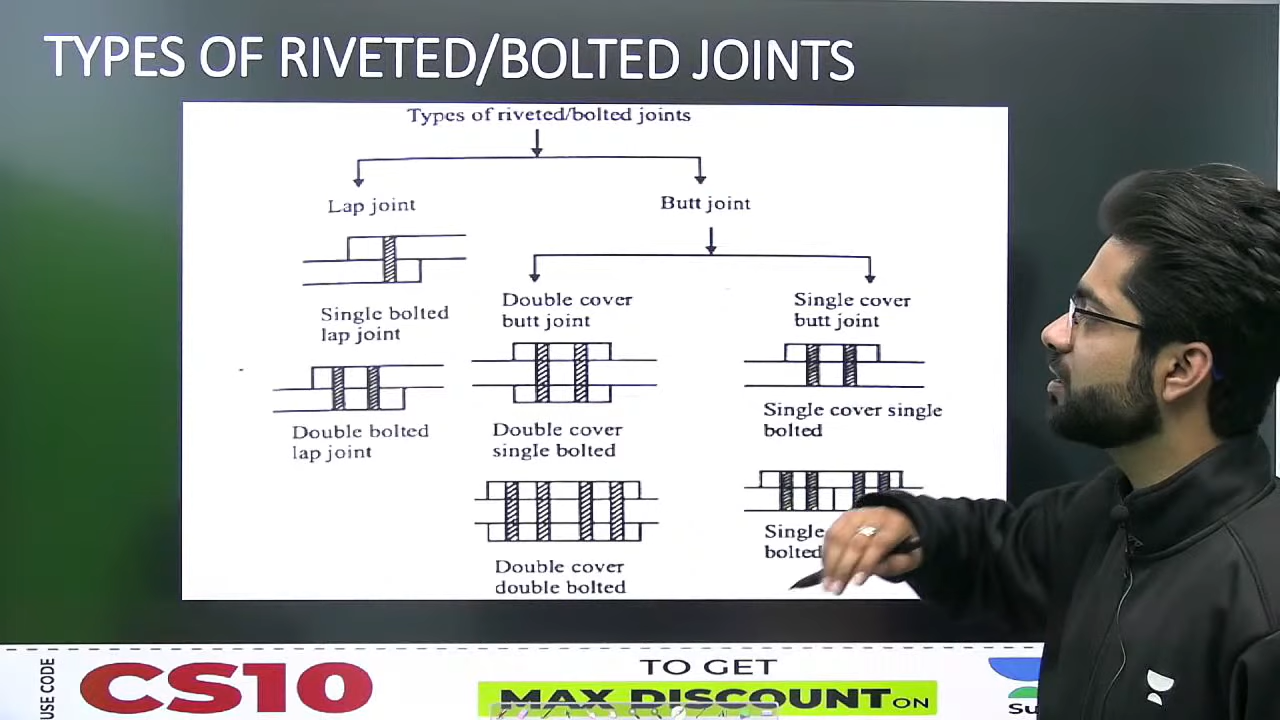 TYPES OF RIVETED/BOLTED JOINTS
Types of riveted/bolted joints
Lap joint
Butt joint
Single bolted
lap joint
Double bolted
lap joint
Double cover
butt joint
Double cover
single bolted
Double cover
double bolted
Single cover
butt joint
Single cover single
bolted
Single
bolted
USE CODE
CS10
TO GET
MAX DISCOUNT ON